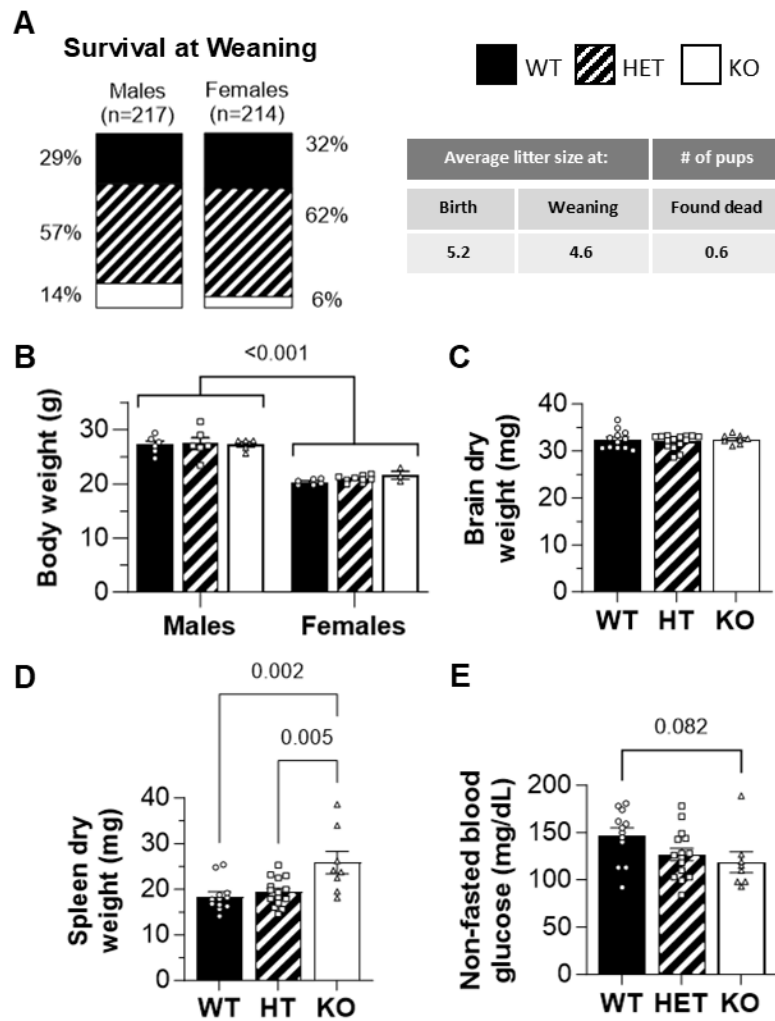 A
Survival at Weaning
Males
(n=217)
Females
(n=214)
29%
57%
14%
32%
62%
6%
WT
HET
KO
Average litter size at:
# of pups
Birth
Weaning
Found dead
5.2
4.6
0.6
B
<0.001
Body weight (g)
30
20
10
0
Males
Females
C
Brain dry
weight (mg)
40
30
20
10
0
WT
HT
KO
D
0.002
0.005
Spleen dry
weight (mg)
40
30
20
10
0
WT
HT
KO
E
0.082
Non-fasted blood
glucose (mg/dL)
200
150
100
50
0
WT
HET
KO